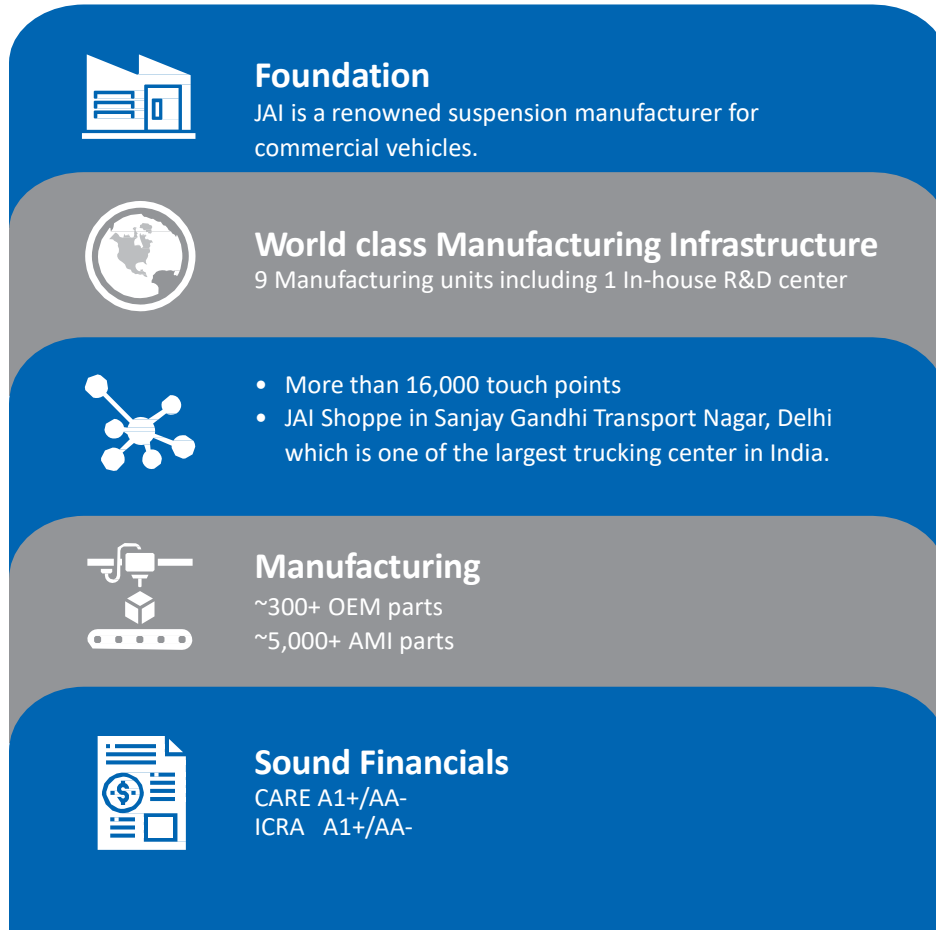 Foundation
JAI is a renowned suspension manufacturer for
commercial vehicles.
World class Manufacturing Infrastructure
9 Manufacturing units including 1 In-house R&D center
• More than 16,000 touch points
• JAI Shoppe in Sanjay Gandhi Transport Nagar, Delhi
which is one of the largest trucking center in India.
Manufacturing
~300+ OEM parts
~5,000+ AMI parts
Sound Financials
CARE A1+/AA-
ICRA A1+/AA-